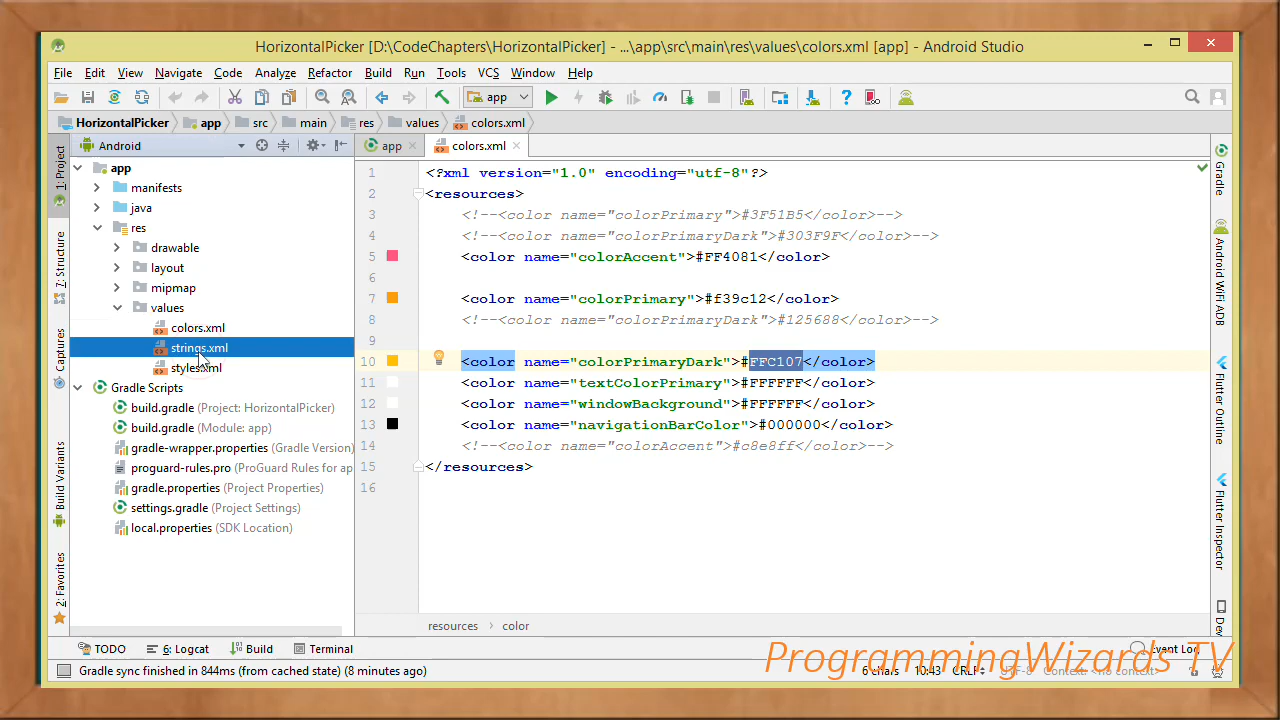 HorizontalPicker [D:\CodeChapters\HorizontalPicker] - ...\app\src\main\res\values\colors.xml [app] - Android Studio
File Edit View Navigate Code Analyze Refactor Build Run Tools VCS Window Help
app
HorizontalPicker app src main res values colors.xml
Android
app colors.xml
app
manifests
java
res
drawable
layout
mipmap
values
colors.xml
strings.xml
styles.xml
Gradle Scripts
build.gradle (Project: HorizontalPicker)
build.gradle (Module: app)
gradle-wrapper.properties (Gradle Version)
proguard-rules.pro (ProGuard Rules for ap
gradle.properties (Project Properties)
settings.gradle (Project Settings)
local.properties (SDK Location)
1: Project
7: Structure
Captures
Build Variants
2: Favorites
1 <?xml version="1.0" encoding="utf-8"?>
2 <resources>
3 <!--<color name="colorPrimary">#3F51B5</color>-->
4 <!--<color name="colorPrimaryDark">#303F9F</color>-->
5 <color name="colorAccent">#FF4081</color>
6
7 <color name="colorPrimary">#f39c12</color>
8 <!--<color name="colorPrimaryDark">#125688</color>-->
9
10 <color name="colorPrimaryDark">#FFC107</color>
11 <color name="textColorPrimary">#FFFFFF</color>
12 <color name="windowBackground">#FFFFFF</color>
13 <color name="navigationBarColor">#000000</color>
14 <!--<color name="colorAccent">#c8e8ff</color>-->
15 </resources>
16
resources color
Gradle
Android WiFi ADB
Flutter Outline
Flutter Inspector
Dev
TODO 6: Logcat Build Terminal Event Log
ProgrammingWizards TV
Gradle sync finished in 844ms (from cached state) (8 minutes ago) 6 chars 10:43 CRLF UTF-8 Context: <no context>